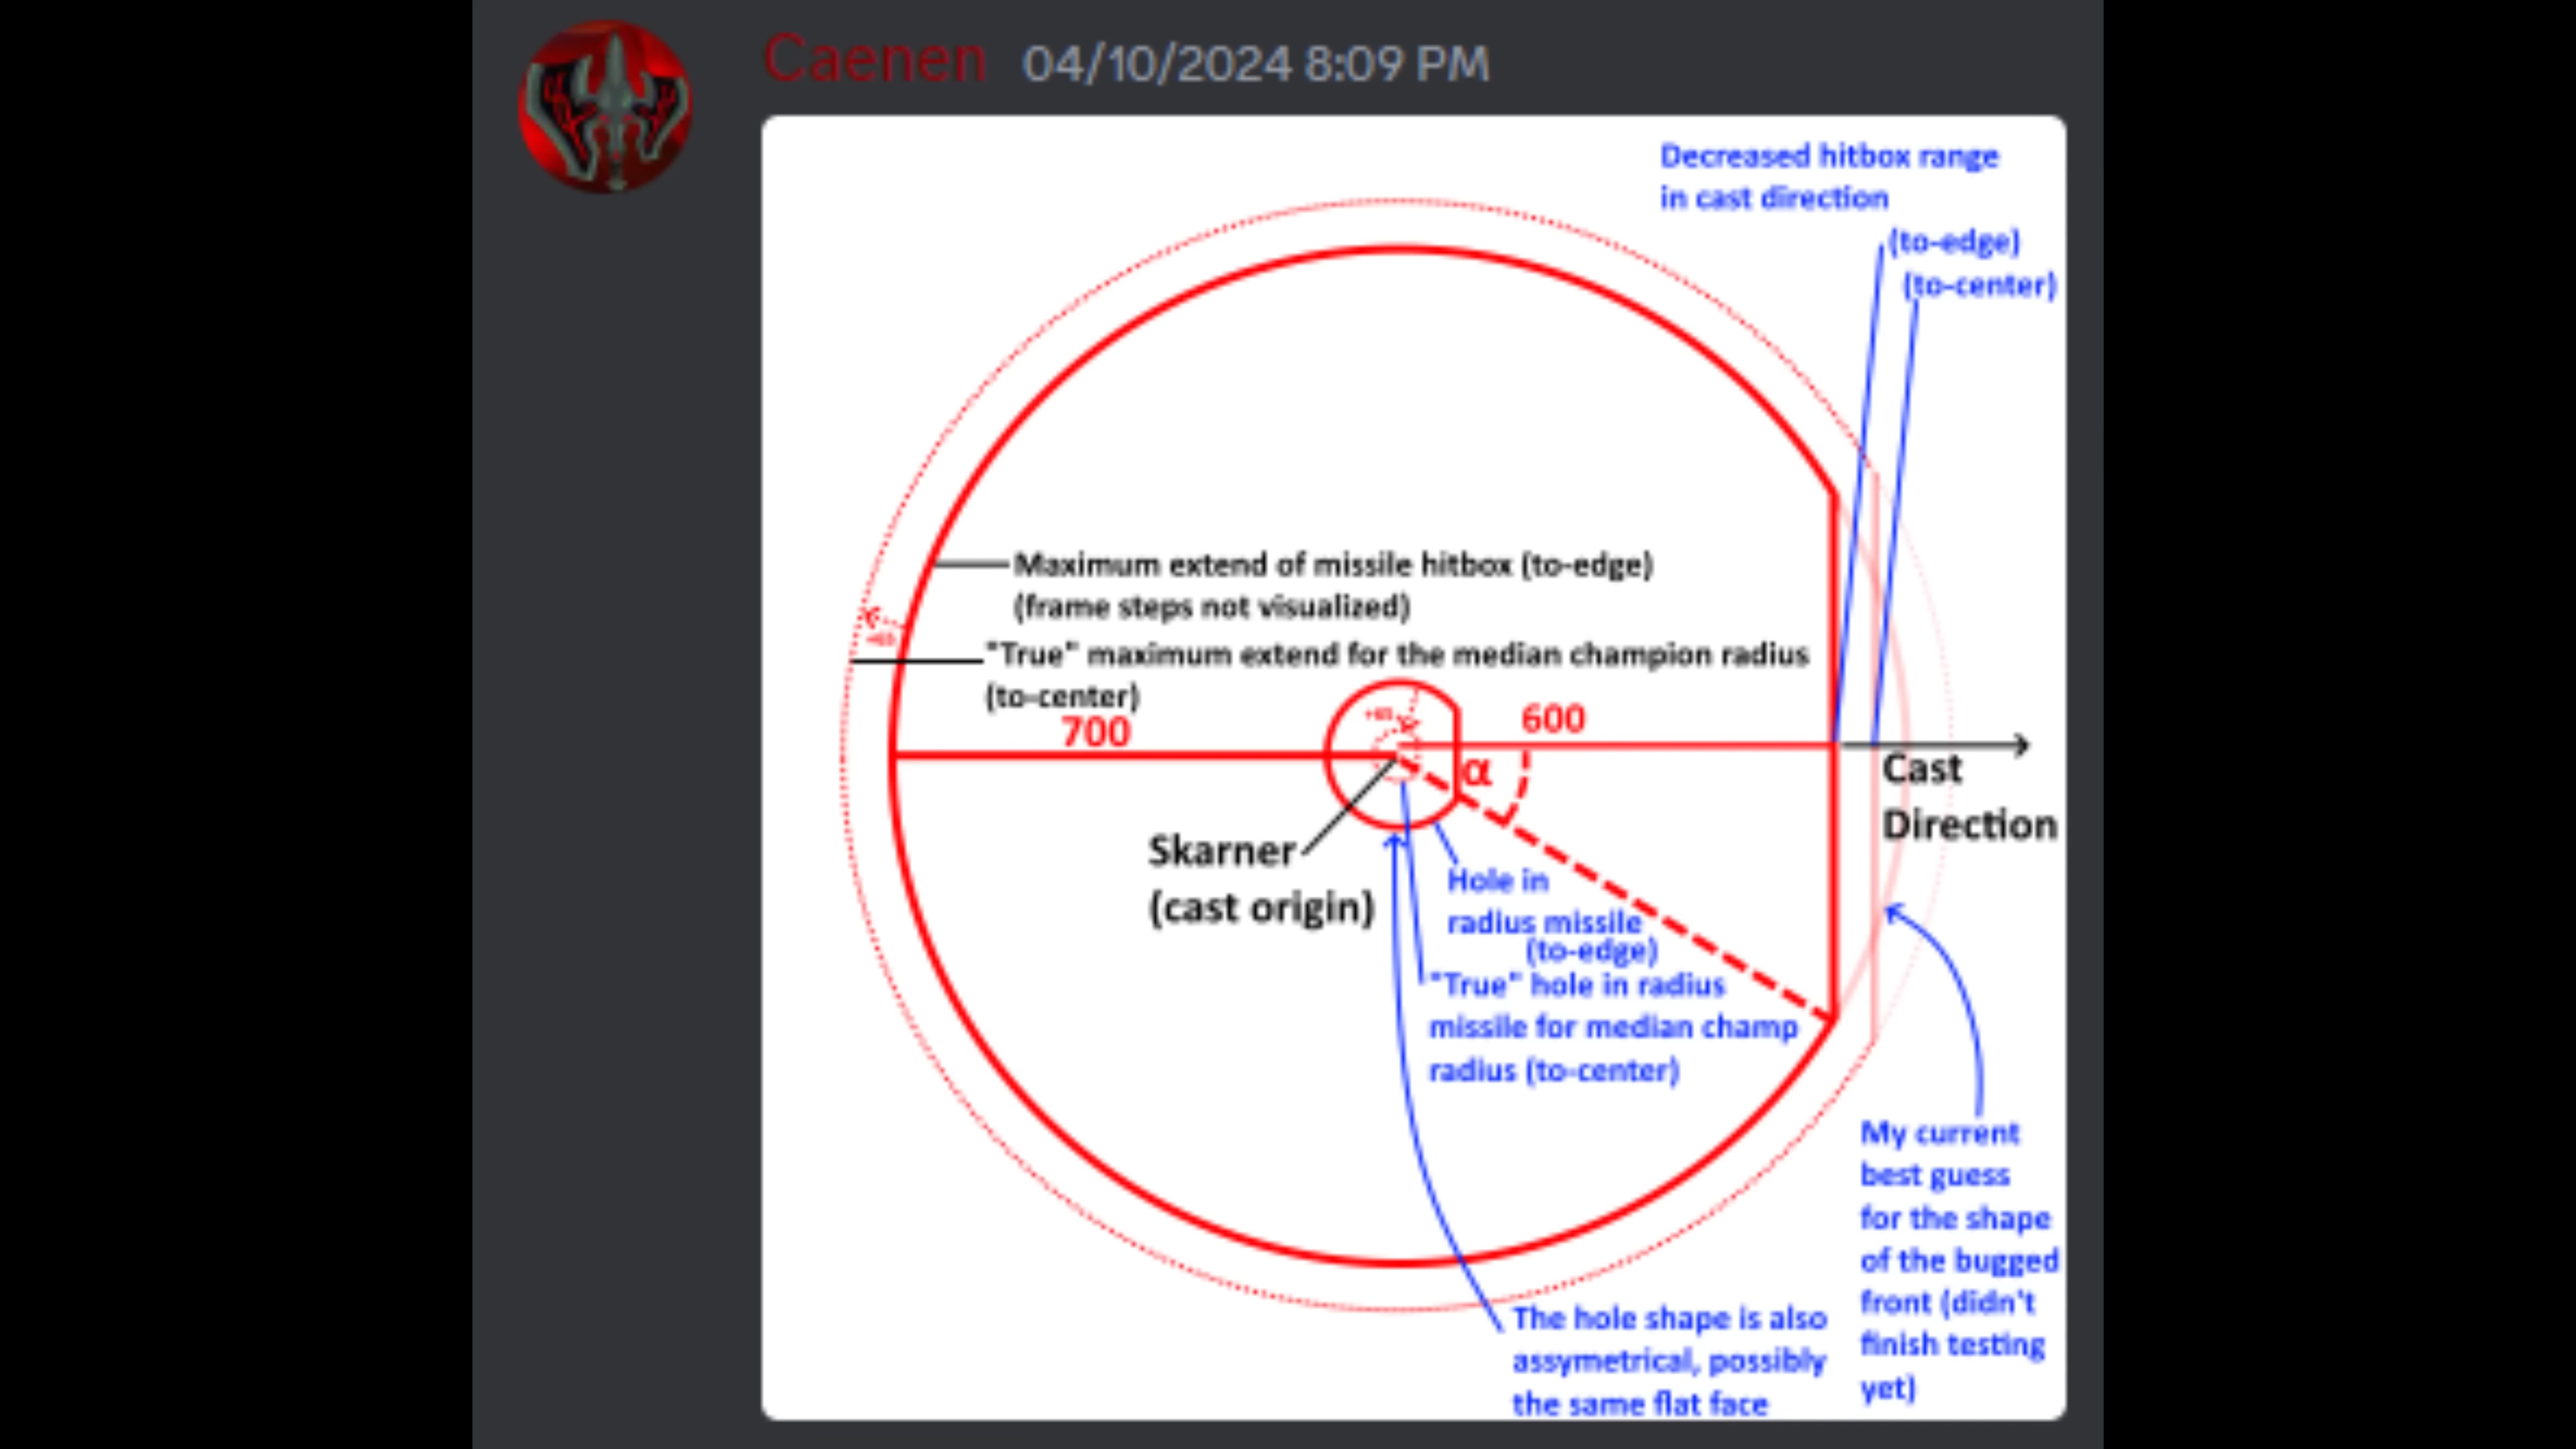 Caenen 04/10/2024 8:09 PM
Decreased hitbox range
in cast direction
(to-edge)
(to-center)
Maximum extend of missile hitbox (to-edge)
(frame steps not visualized)
+65
"True" maximum extend for the median champion radius
(to-center)
700
+65
600
α
Cast
Direction
Skarner
(cast origin)
Hole in
radius missile
(to-edge)
"True" hole in radius
missile for median champ
radius (to-center)
My current
best guess
for the shape
of the bugged
front (didn't
finish testing
yet)
The hole shape is also
assymetrical, possibly
the same flat face